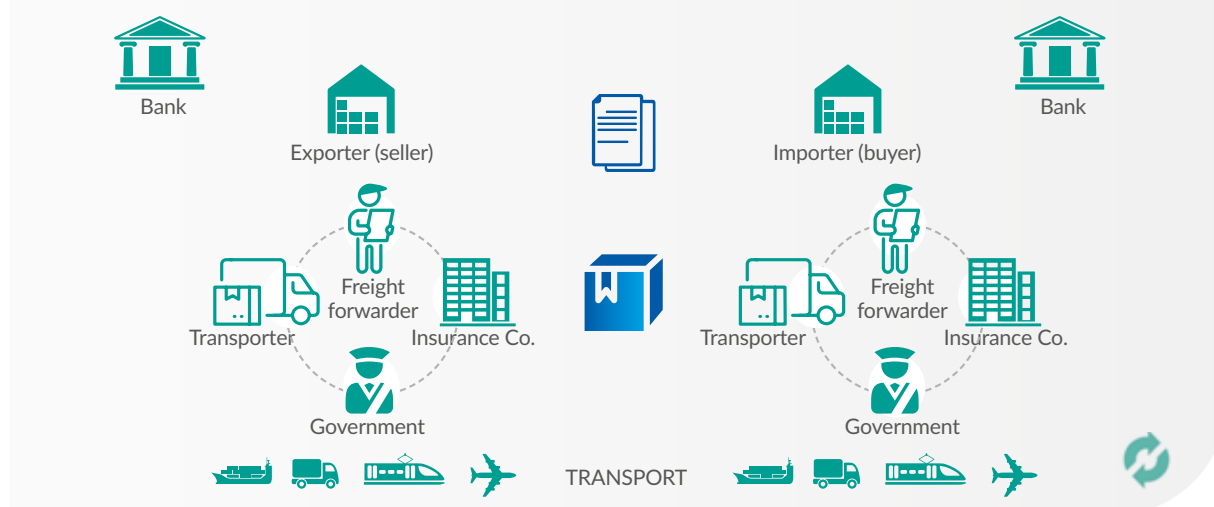 Bank
Bank
Exporter (seller)
Importer (buyer)
Freight
forwarder
Transporter
Insurance Co.
Government
Freight
forwarder
Transporter
Insurance Co.
Government
TRANSPORT